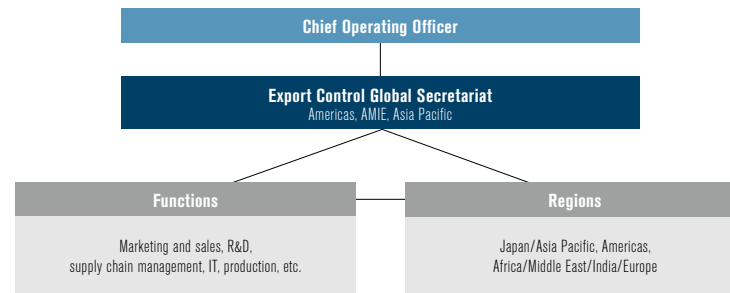 Chief Operating Officer
Export Control Global Secretariat
Americas, AMIE, Asia Pacific
Functions
Marketing and sales, R&D,
supply chain management, IT, production, etc.
Regions
Japan/Asia Pacific, Americas,
Africa/Middle East/India/Europe